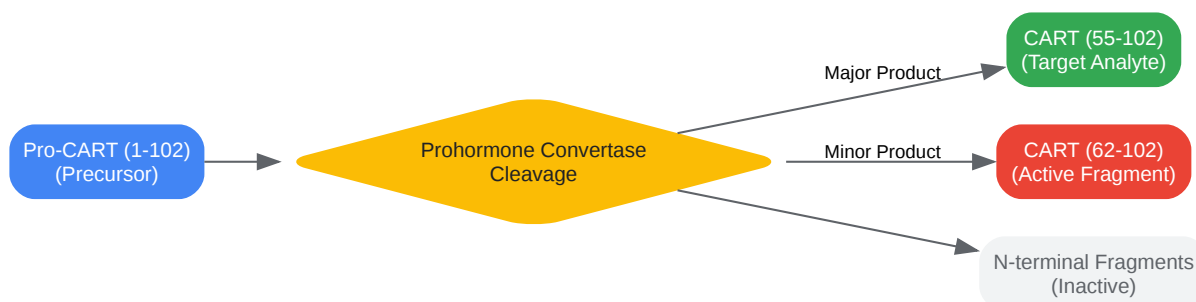 Pro-CART (1-102)
(Precursor)
Prohormone Convertase
Cleavage
Major Product
CART (55-102)
(Target Analyte)
Minor Product
CART (62-102)
(Active Fragment)
N-terminal Fragments
(Inactive)